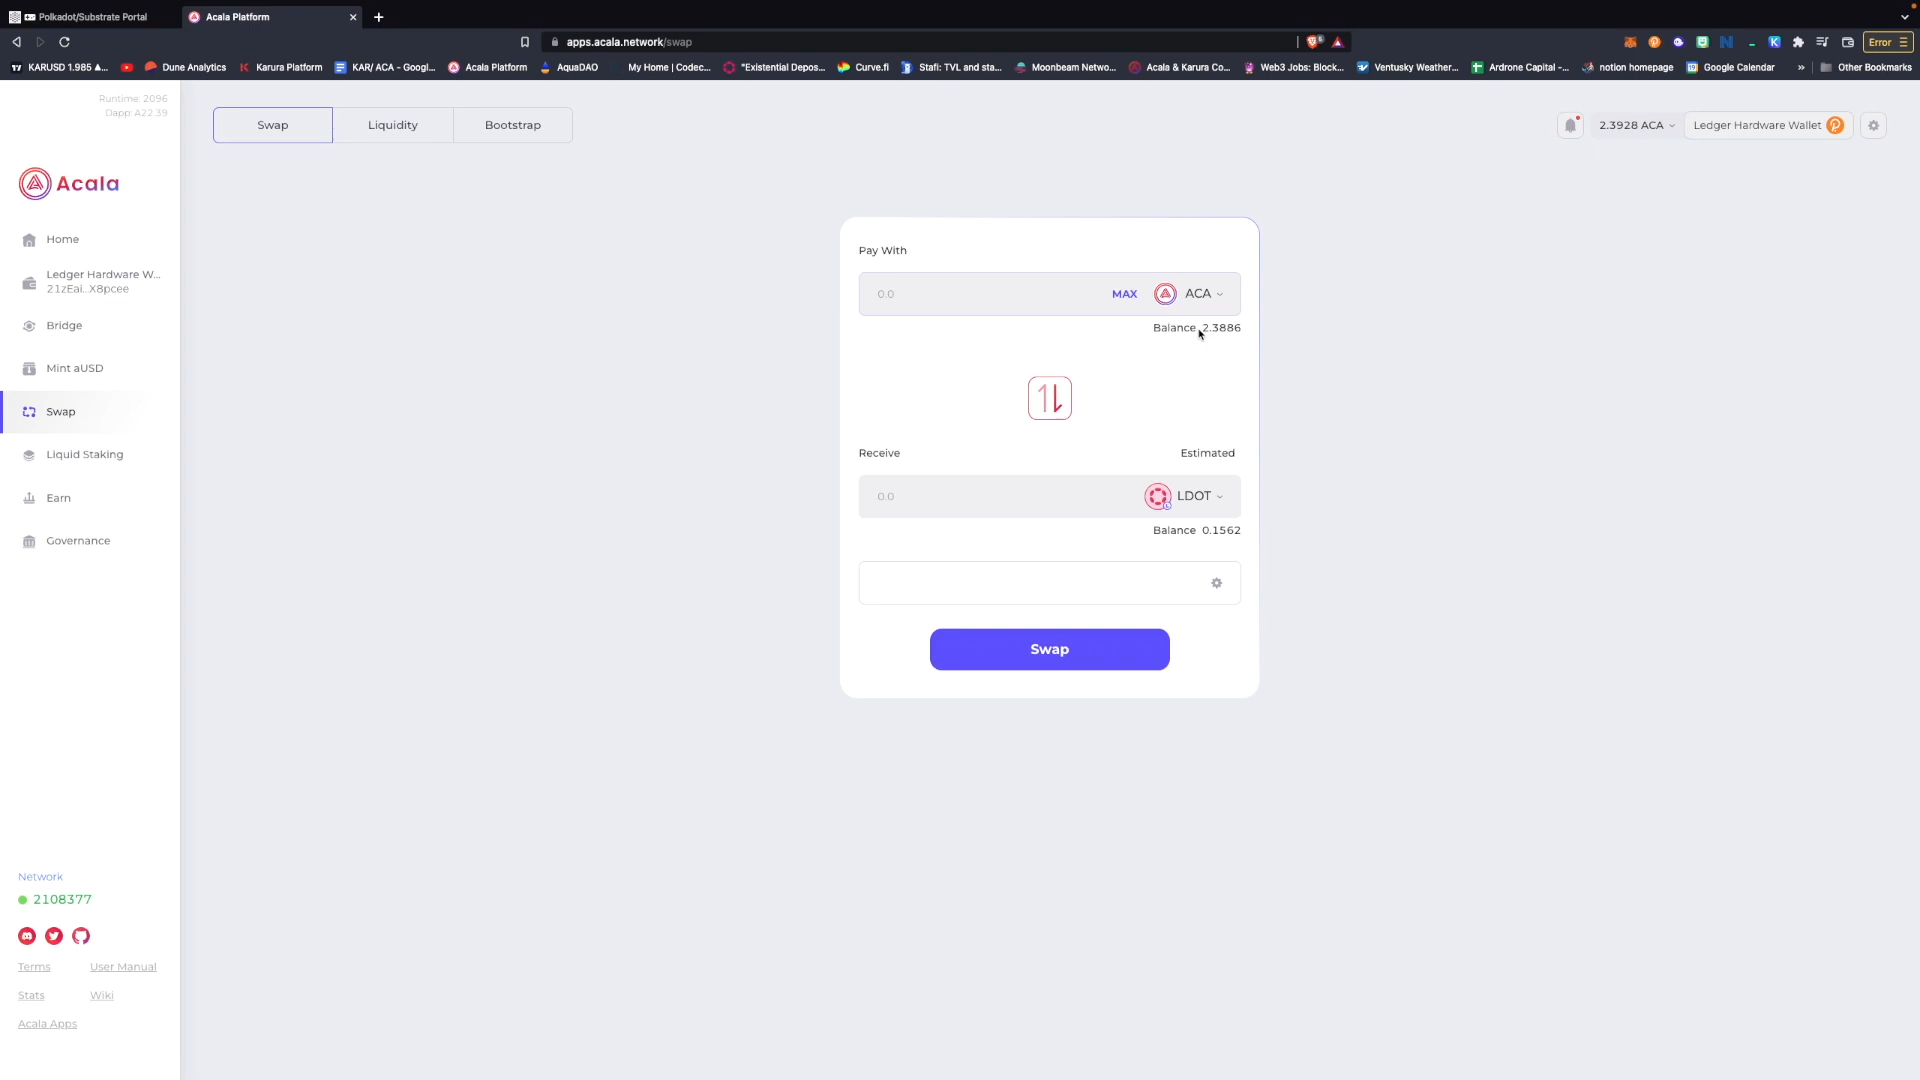 Polkadot/Substrate Portal
Acala Platform
apps.acala.network/swap
Error
KARUSD 1.985 ▲...
Dune Analytics
Karura Platform
KAR/ ACA - Googl...
Acala Platform
AquaDAO
My Home | Codec...
"Existential Depos...
Curve.fi
Stafi: TVL and sta...
Moonbeam Netwo...
Acala & Karura Co...
Web3 Jobs: Block...
Ventusky Weather...
Ardrone Capital -...
notion homepage
Google Calendar
»
Other Bookmarks
Runtime: 2096
Dapp: A22.39
Swap
Liquidity
Bootstrap
2.3928 ACA
Ledger Hardware Wallet
Acala
Home
Ledger Hardware W...
21zEai...X8pcee
Bridge
Mint aUSD
Swap
Liquid Staking
Earn
Governance
Pay With
0.0
MAX
ACA
Balance 2.3886
Receive
Estimated
0.0
LDOT
Balance 0.1562
Swap
Network
2108377
Terms
User Manual
Stats
Wiki
Acala Apps